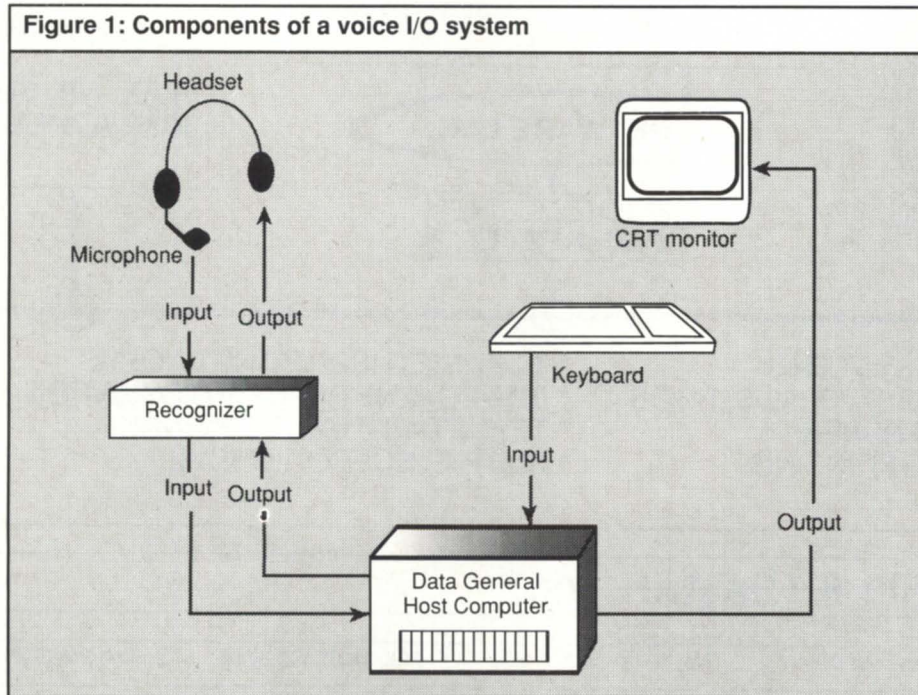 Figure 1: Components of a voice I/O system
Headset
Microphone
CRT monitor
Input
Output
Keyboard
Recognizer
Input
Input
Output
Output
Data General
Host Computer